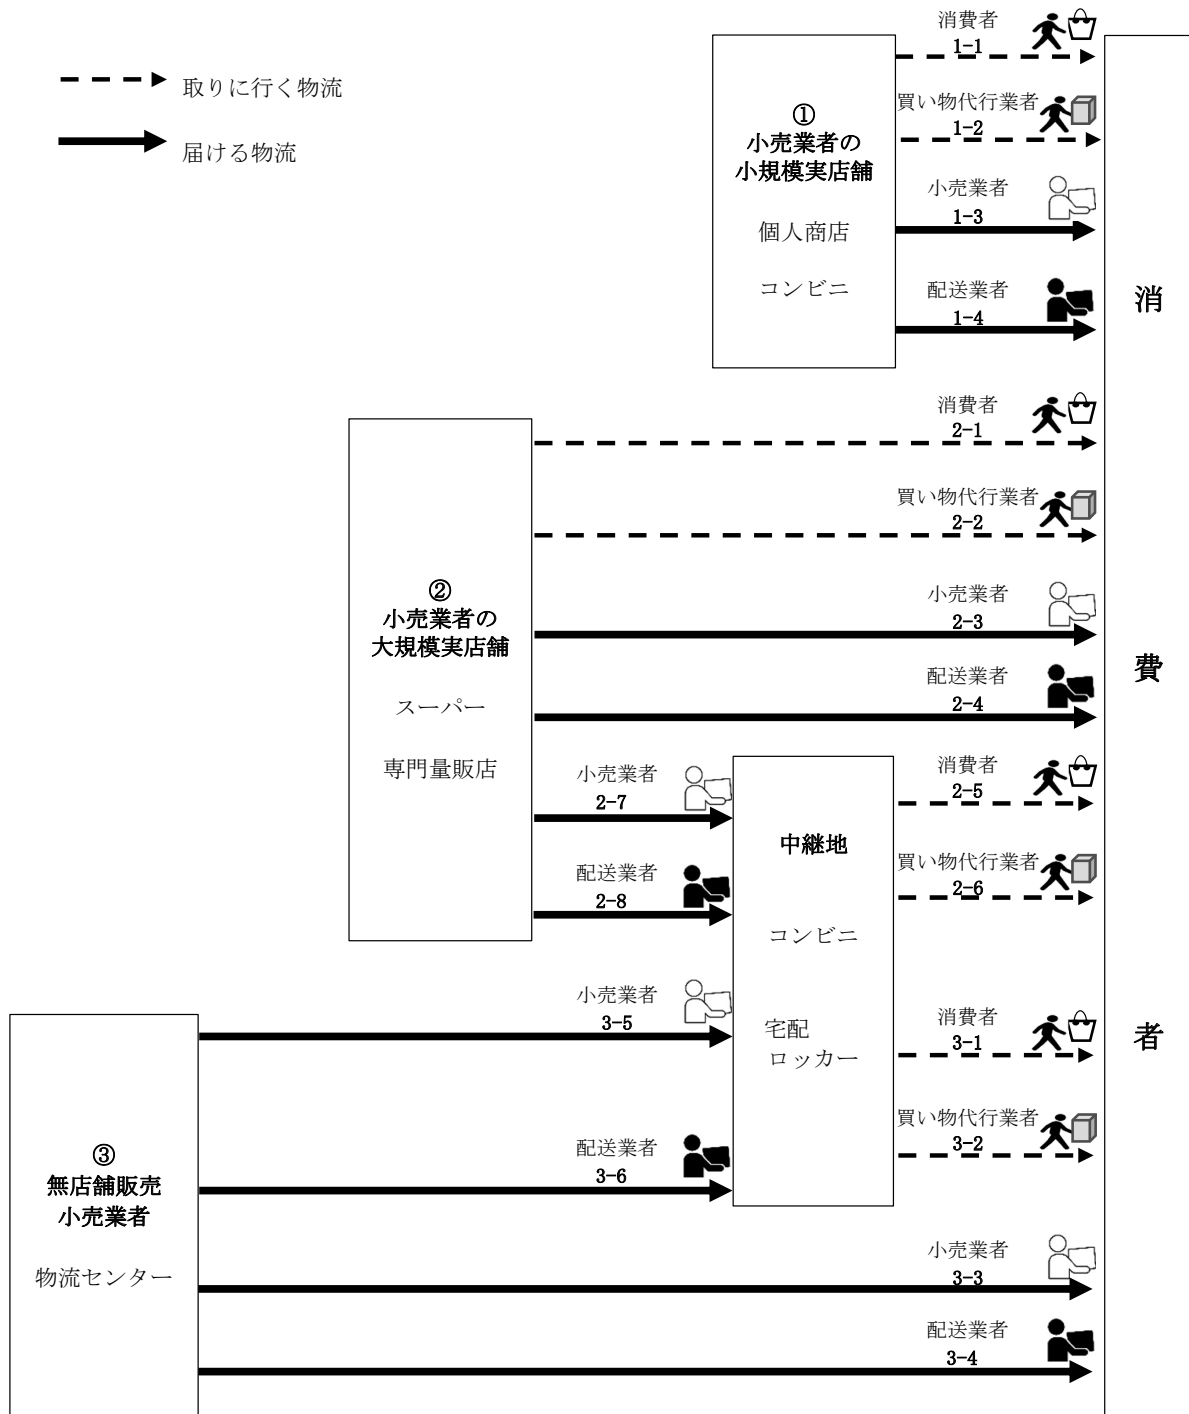 取りに行く物流
届ける物流
①
小売業者の
小規模実店舗
個人商店
コンビニ
消費者
1-1
買い物代行業者
1-2
小売業者
1-3
配送業者
1-4
②
小売業者の
大規模実店舗
スーパー
専門量販店
消費者
2-1
買い物代行業者
2-2
小売業者
2-3
配送業者
2-4
小売業者
2-7
配送業者
2-8
中継地
コンビニ
宅配
ロッカー
消費者
2-5
買い物代行業者
2-6
消費者
3-1
買い物代行業者
3-2
③
無店舗販売
小売業者
物流センター
小売業者
3-5
配送業者
3-6
小売業者
3-3
配送業者
3-4
消
費
者